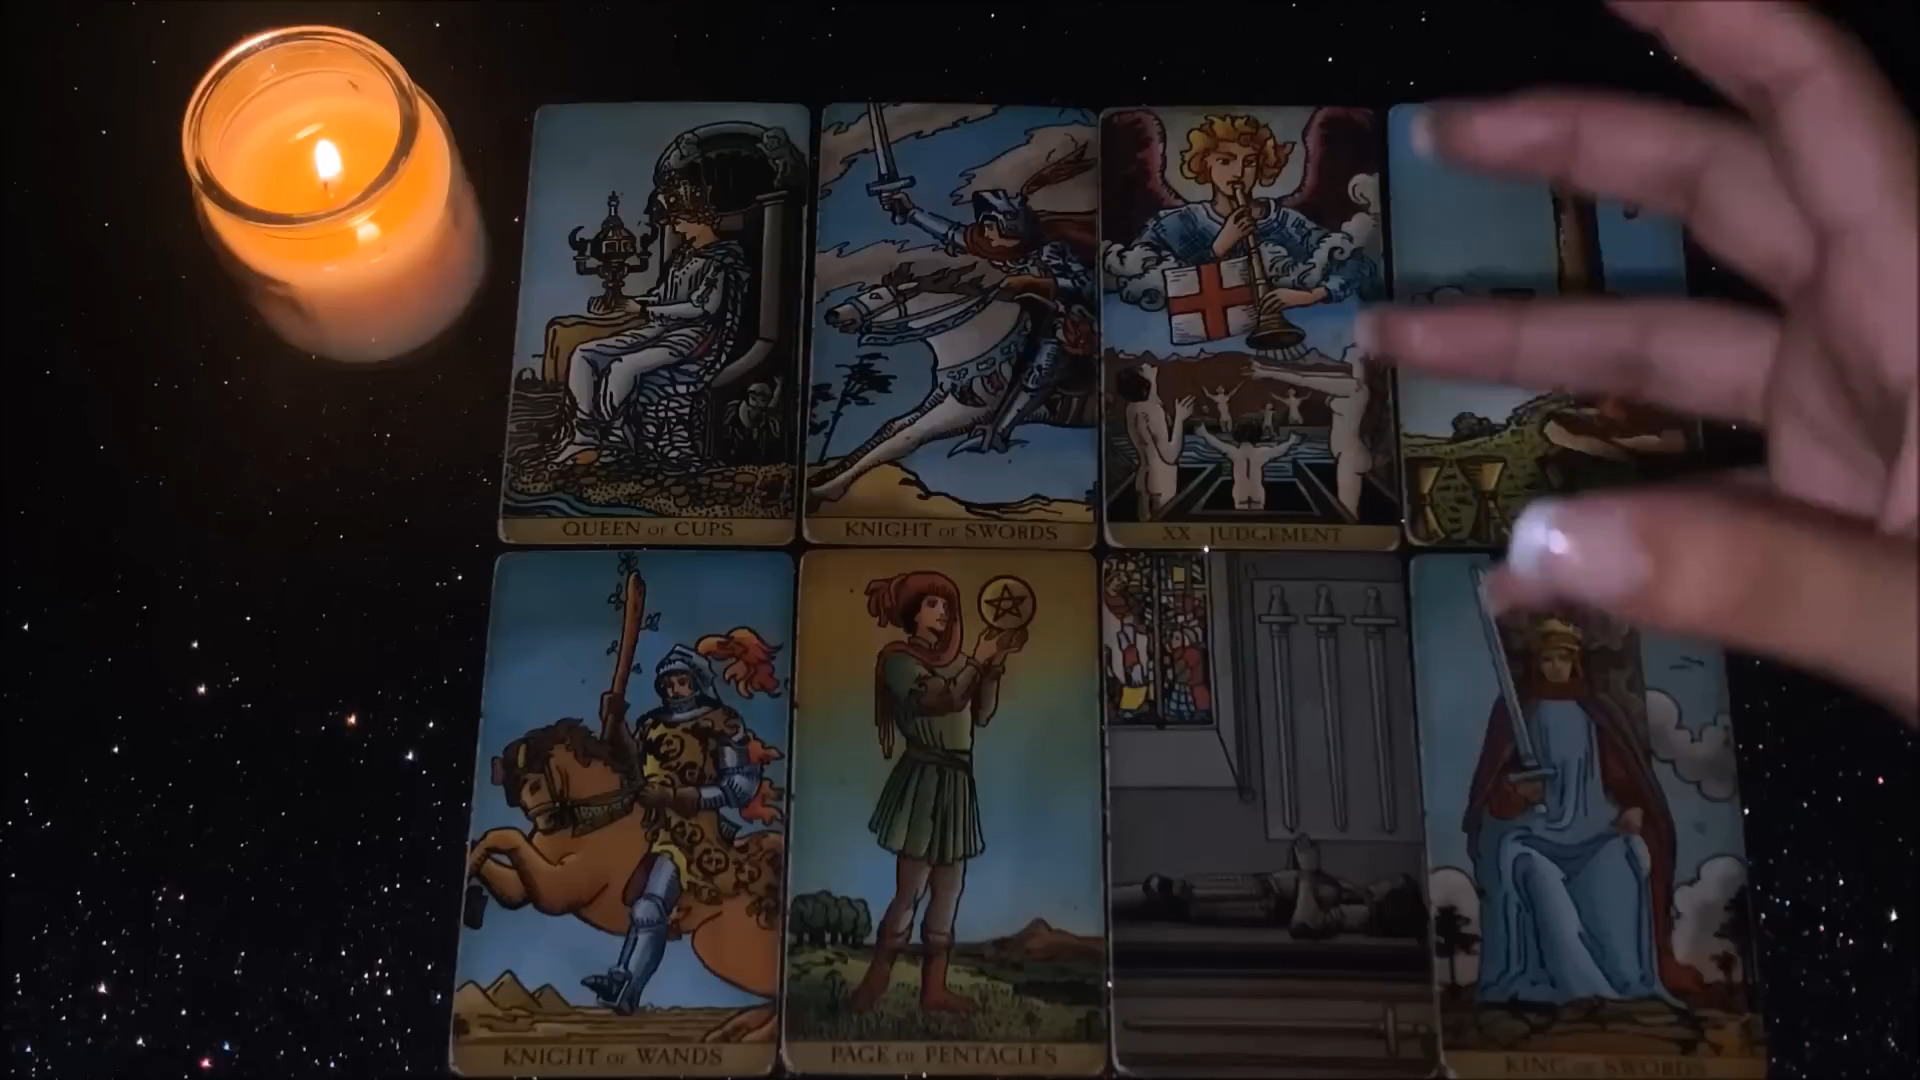 QUEEN OF CUPS
KNIGHT OF SWORDS
XX JUDGEMENT
KNIGHT OF WANDS
PAGE OF PENTACLES
KING OF SWORDS